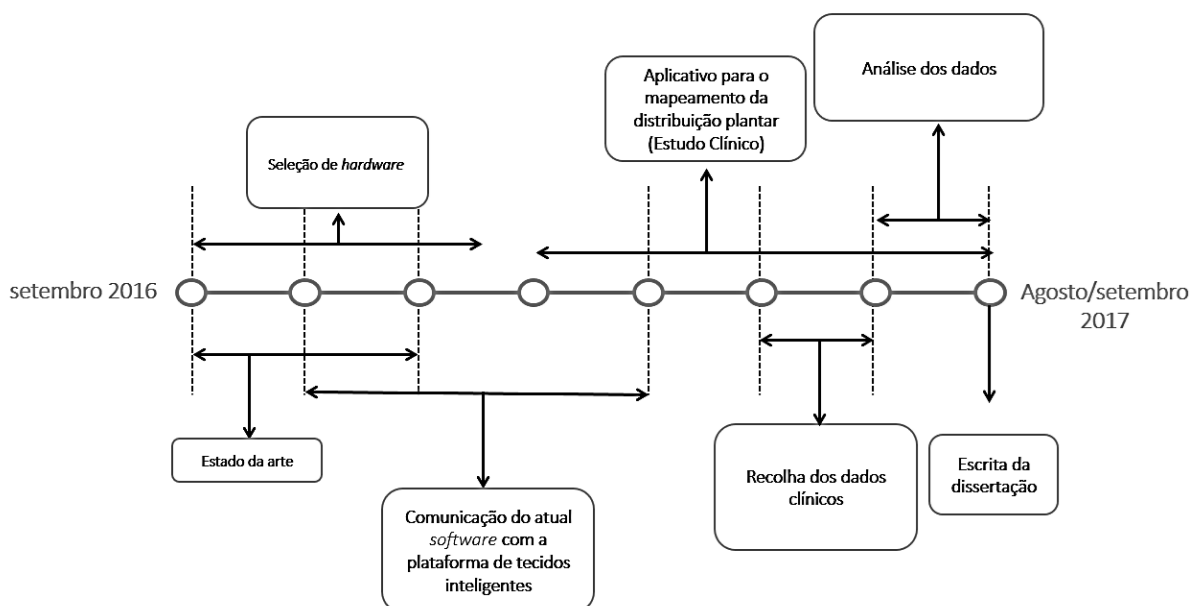 Análise dos dados
Aplicativo para o
mapeamento da
distribuição plantar
(Estudo Clínico)
Seleção de hardware
setembro 2016
Agosto/setembro
2017
Estado da arte
Comunicação do atual
software com a
plataforma de tecidos
inteligentes
Recolha dos dados
clínicos
Escrita da
dissertação